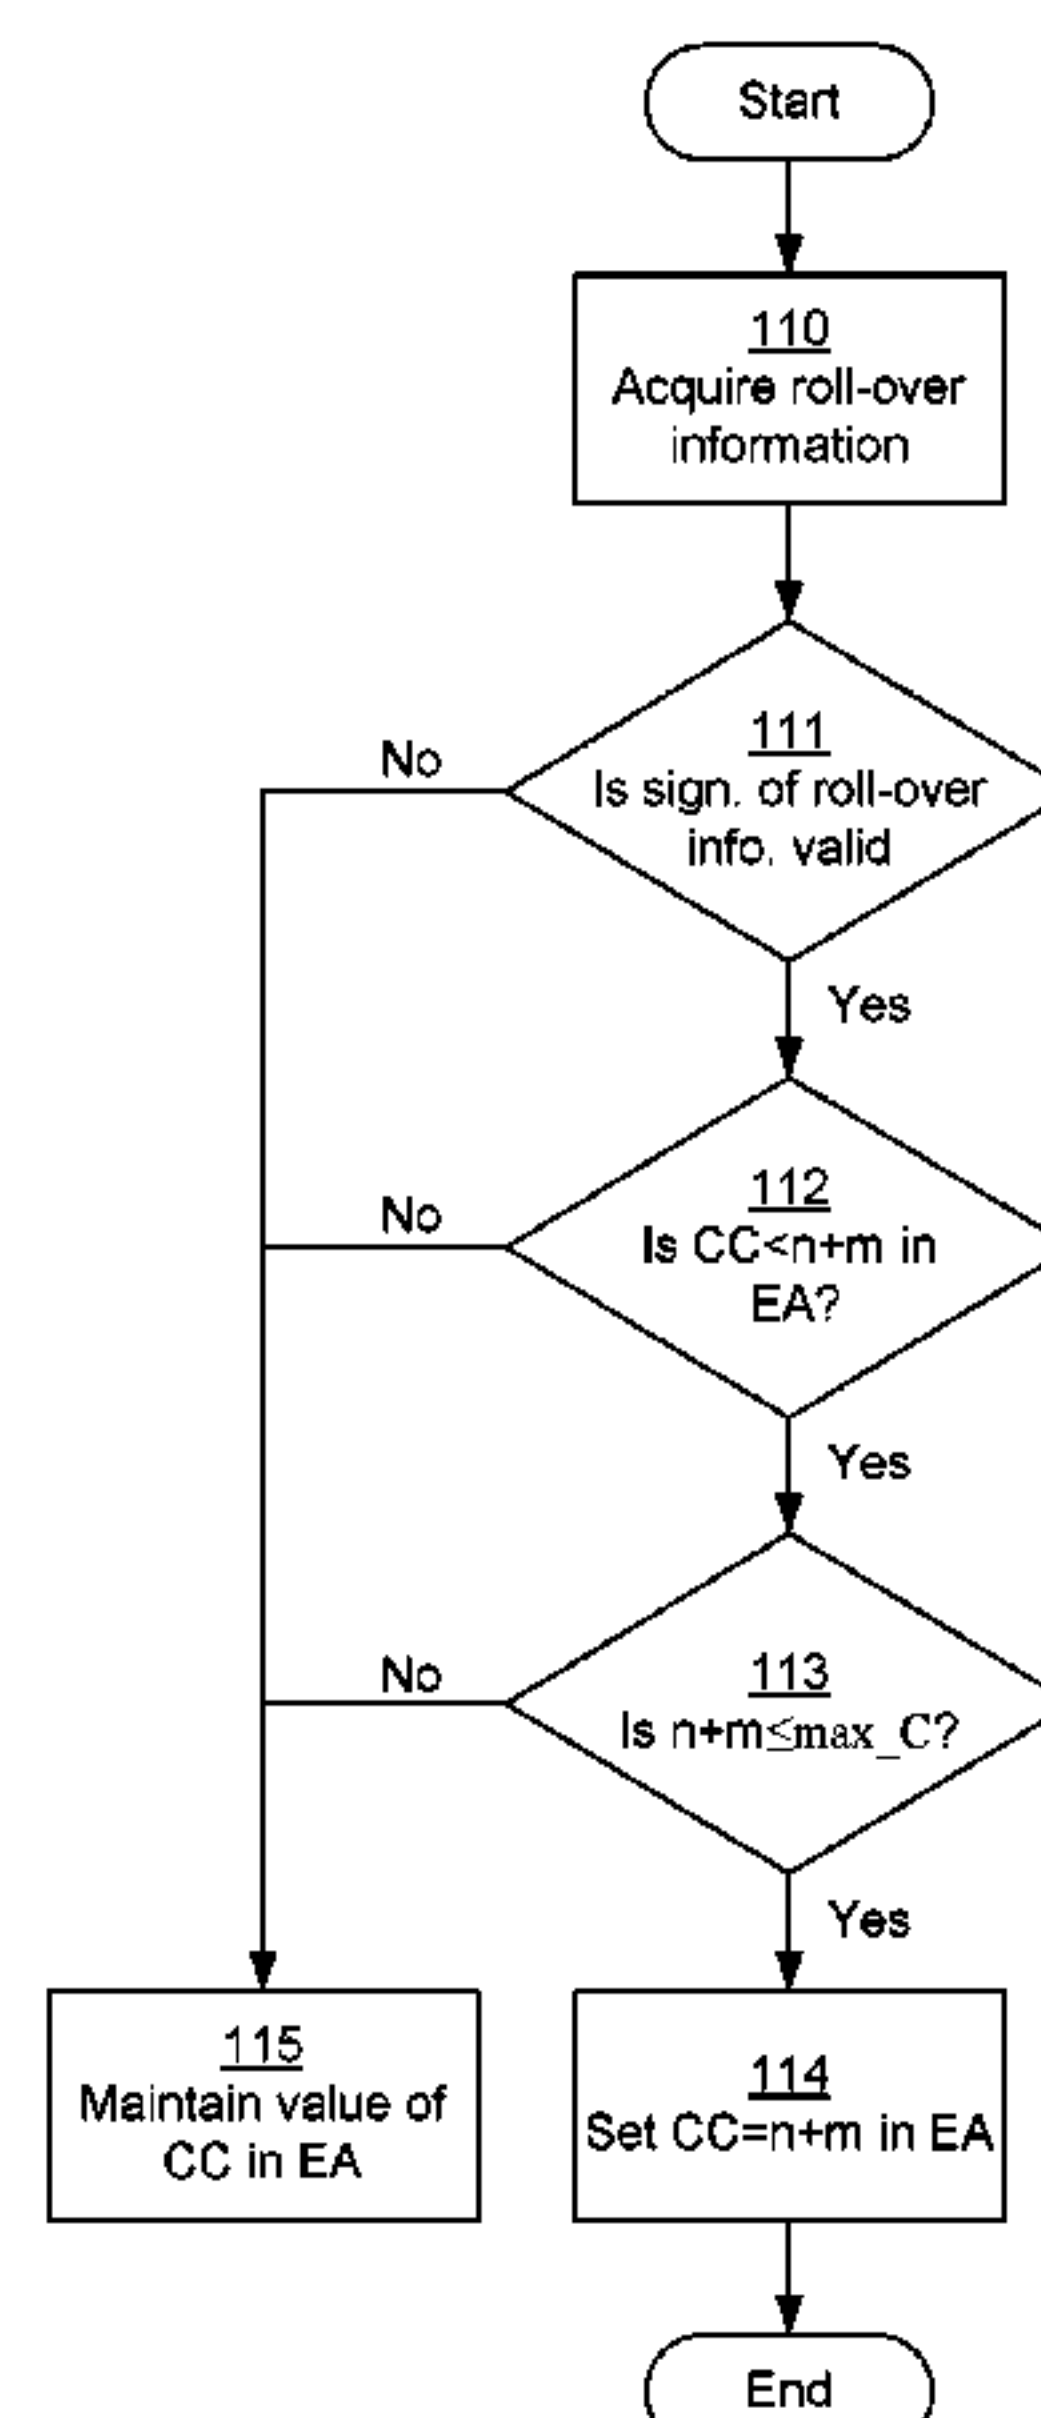 Start
110
Acquire roll-over
information
111
Is sign. of roll-over
info. valid
No
Yes
112
Is CC<n+m in
EA?
No
Yes
113
Is n+m≤max_C?
No
Yes
115
Maintain value of
CC in EA
114
Set CC=n+m in EA
End